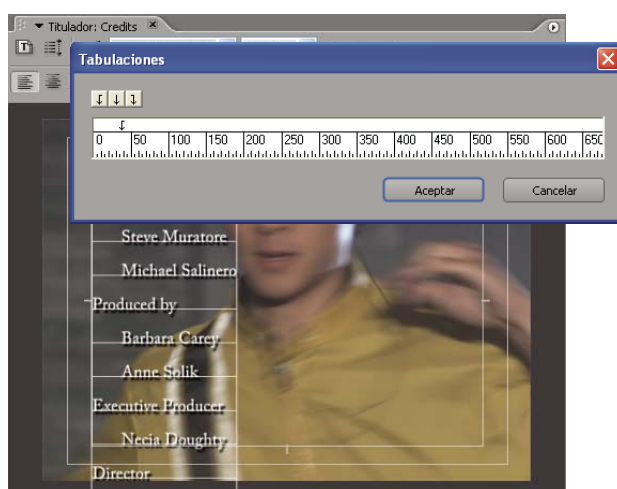 Titulador: Credits
Tabulaciones
0 50 100 150 200 250 300 350 400 450 500 550 600 650
Aceptar Cancelar
Steve Muratore
Michael Salinero
Produced by
Barbara Carey
Anne Solik
Executive Producer
Necia Doughty
Director